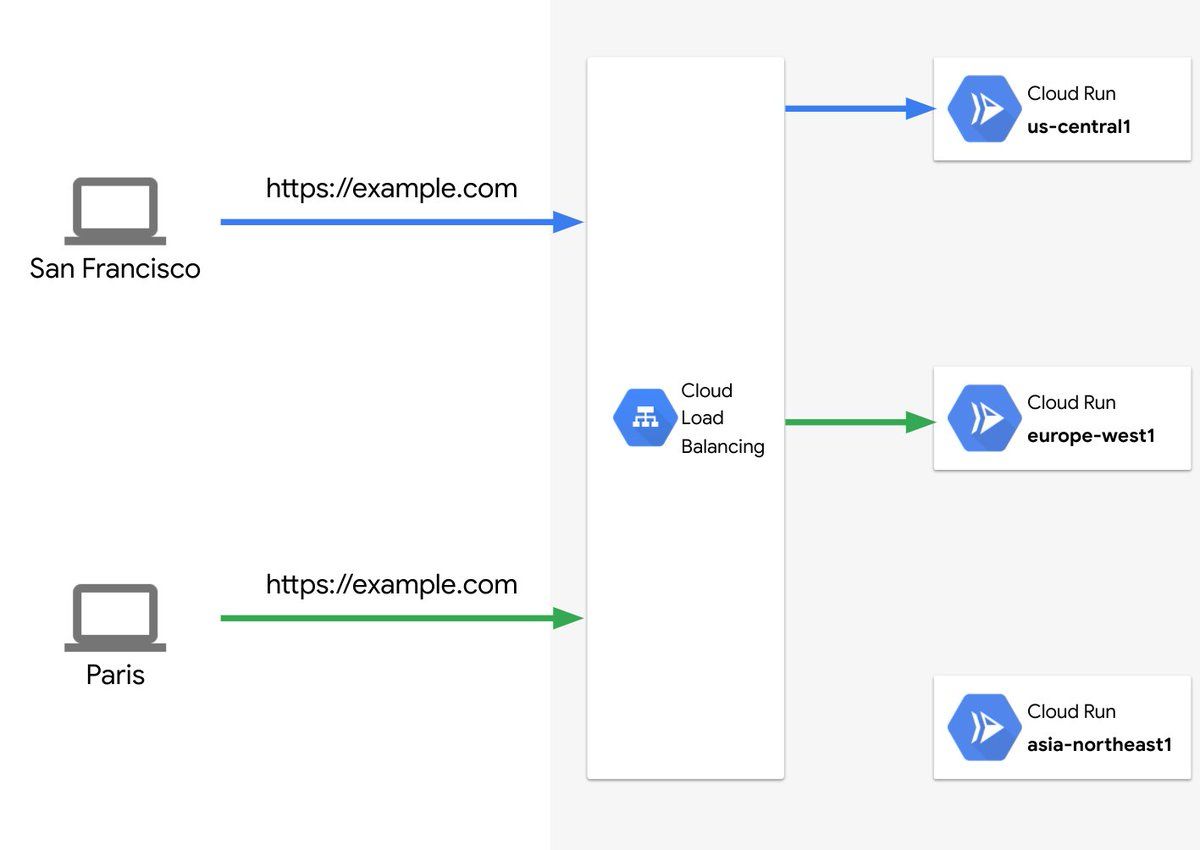 https://example.com
San Francisco
https://example.com
Paris
Cloud
Load
Balancing
Cloud Run
us-central1
Cloud Run
europe-west1
Cloud Run
asia-northeast1